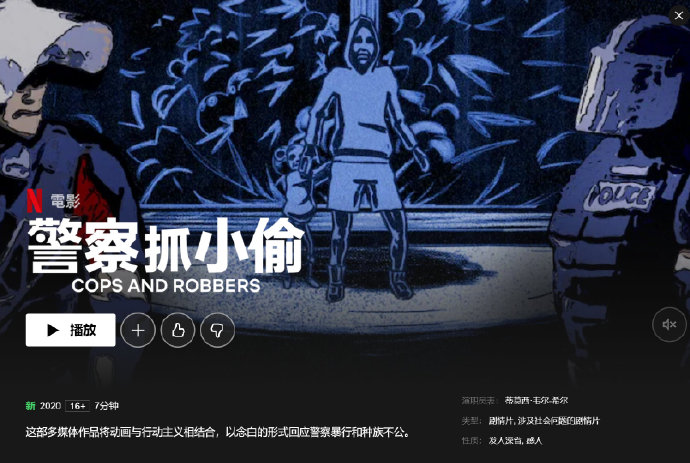 POLICE
N 電影
警察抓小偷
COPS AND ROBBERS
播放
新 2020 16+ 7分钟
这部多媒体作品将动画与行动主义相结合，以念白的形式回应警察暴行和种族不公。
演职员表： 蒂莫西·韦尔-希尔
类型： 剧情片, 涉及社会问题的剧情片
性质： 发人深省, 感人